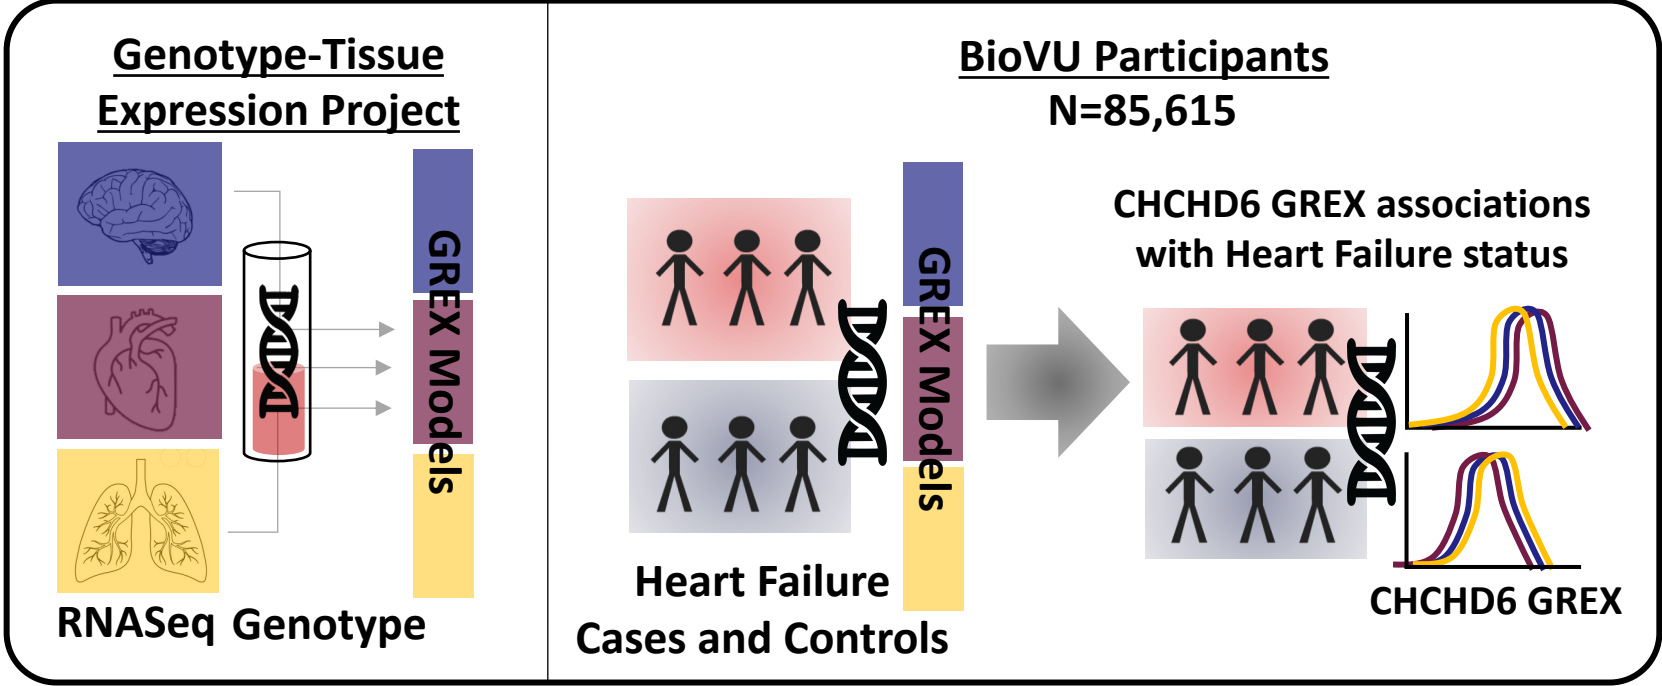 Genotype-Tissue
Expression Project
GREX Models
RNASeq
Genotype
BioVU Participants
N=85,615
GREX Models
Heart Failure
Cases and Controls
CHCHD6 GREX associations
with Heart Failure status
CHCHD6 GREX